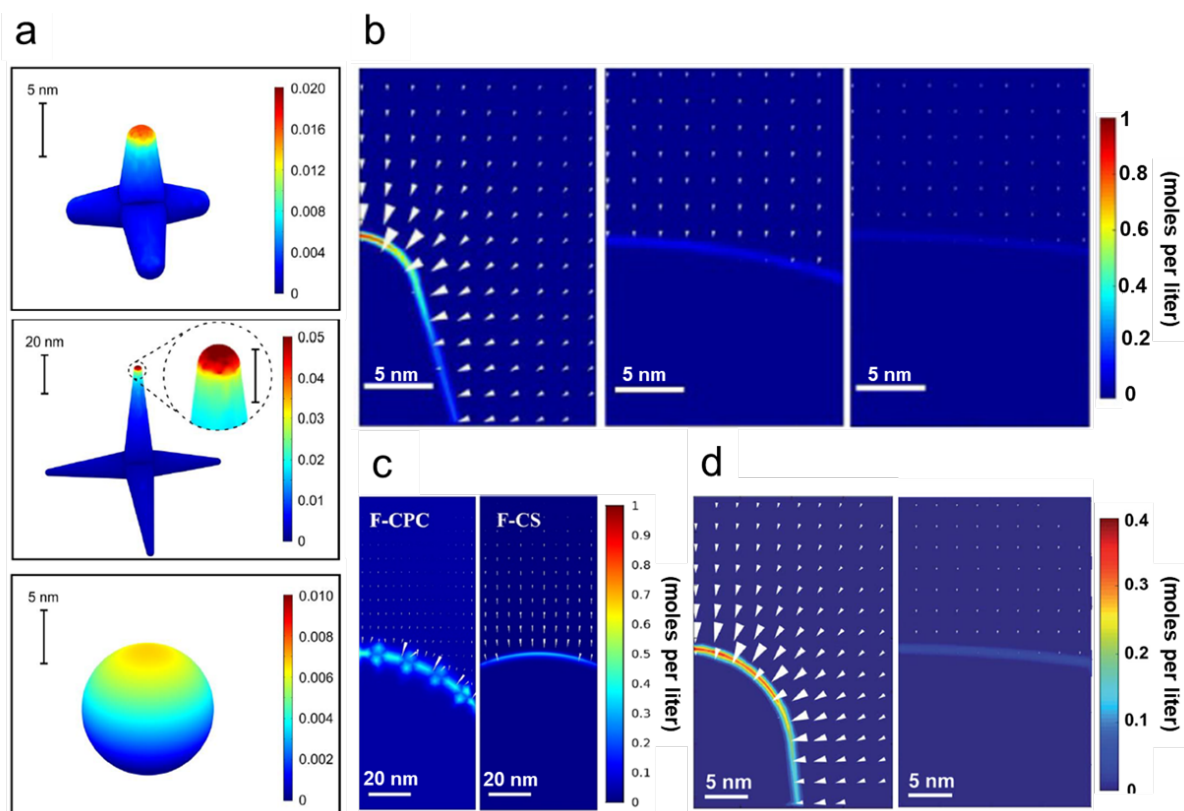 a
5 nm
0.020
0.016
0.012
0.008
0.004
0
20 nm
0.05
0.04
0.03
0.02
0.01
0
5 nm
0.010
0.008
0.006
0.004
0.002
0.000
b
5 nm
5 nm
5 nm
1
0.8
0.6
0.4
0.2
0
(moles per liter)
c
F-CPC
F-CS
20 nm
20 nm
1
0.9
0.8
0.7
0.6
0.5
0.4
0.3
0.2
0.1
0
(moles per liter)
d
5 nm
5 nm
0.4
0.3
0.2
0.1
0
(moles per liter)